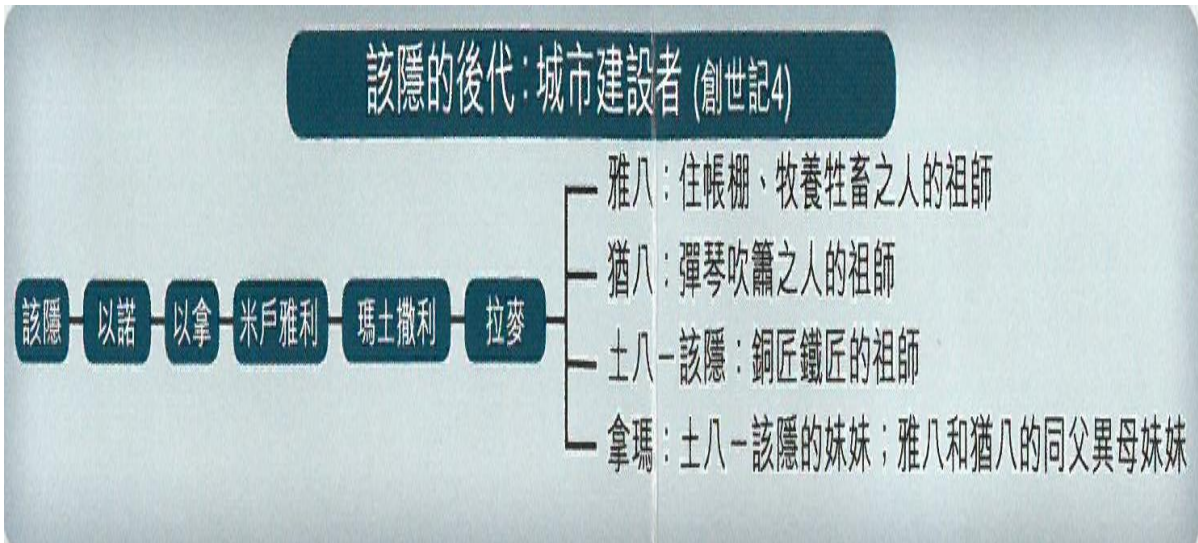 該隱的後代：城市建設者 (創世記4)
該隱
以諾
以拿
米戶雅利
瑪土撒利
拉麥
雅八：住帳棚、牧養牲畜之人的祖師
猶八：彈琴吹簫之人的祖師
土八－該隱：銅匠鐵匠的祖師
拿瑪：土八－該隱的妹妹；雅八和猶八的同父異母妹妹